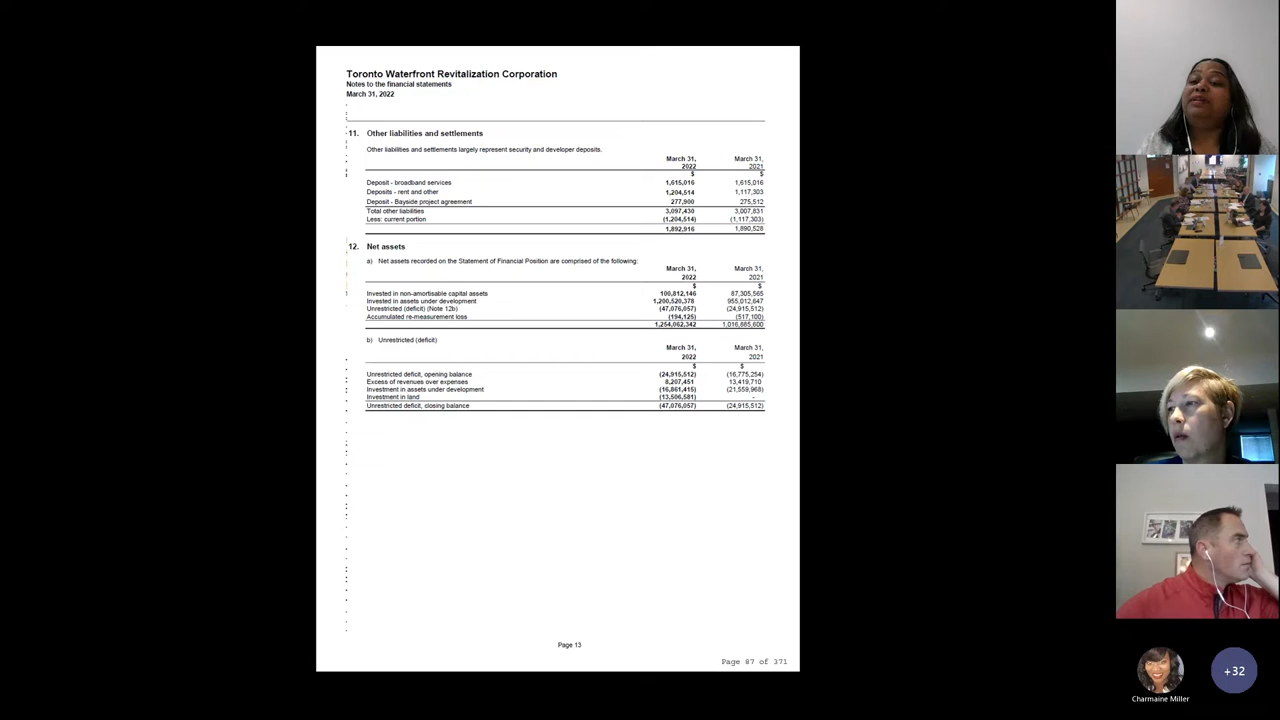 Toronto Waterfront Revitalization Corporation
Notes to the financial statements
March 31, 2022
11. Other liabilities and settlements
Other liabilities and settlements largely represent security and developer deposits.
March 31, March 31,
2022 2021
$ $
Deposit - broadband services 1,615,016 1,615,016
Deposits - rent and other 1,204,514 1,117,303
Deposit - Bayside project agreement 277,900 275,512
Total other liabilities 3,097,430 3,007,831
Less: current portion (1,204,514) (1,117,303)
1,892,916 1,890,528
12. Net assets
a) Net assets recorded on the Statement of Financial Position are comprised of the following:
March 31, March 31,
2022 2021
$ $
Invested in non-amortisable capital assets 100,812,146 87,305,565
Invested in assets under development 1,200,520,378 955,012,647
Unrestricted (deficit) (Note 12b) (47,076,057) (24,915,512)
Accumulated re-measurement loss (194,125) (517,100)
1,254,062,342 1,016,885,600
b) Unrestricted (deficit)
March 31, March 31,
2022 2021
$ $
Unrestricted deficit, opening balance (24,915,512) (16,775,254)
Excess of revenues over expenses 8,207,451 13,419,710
Investment in assets under development (16,861,415) (21,559,968)
Investment in land (13,506,581) -
Unrestricted deficit, closing balance (47,076,057) (24,915,512)
Page 13
Page 87 of 371
+32
Charmaine Miller